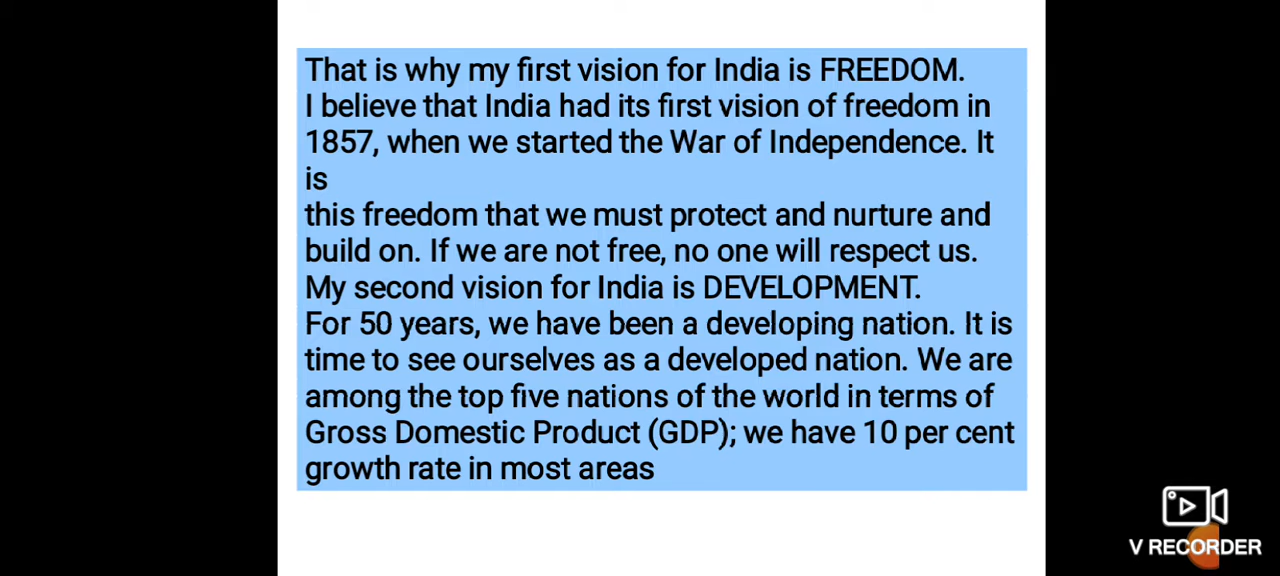 That is why my first vision for India is FREEDOM.
I believe that India had its first vision of freedom in
1857, when we started the War of Independence. It
is
this freedom that we must protect and nurture and
build on. If we are not free, no one will respect us.
My second vision for India is DEVELOPMENT.
For 50 years, we have been a developing nation. It is
time to see ourselves as a developed nation. We are
among the top five nations of the world in terms of
Gross Domestic Product (GDP); we have 10 per cent
growth rate in most areas
V RECORDER